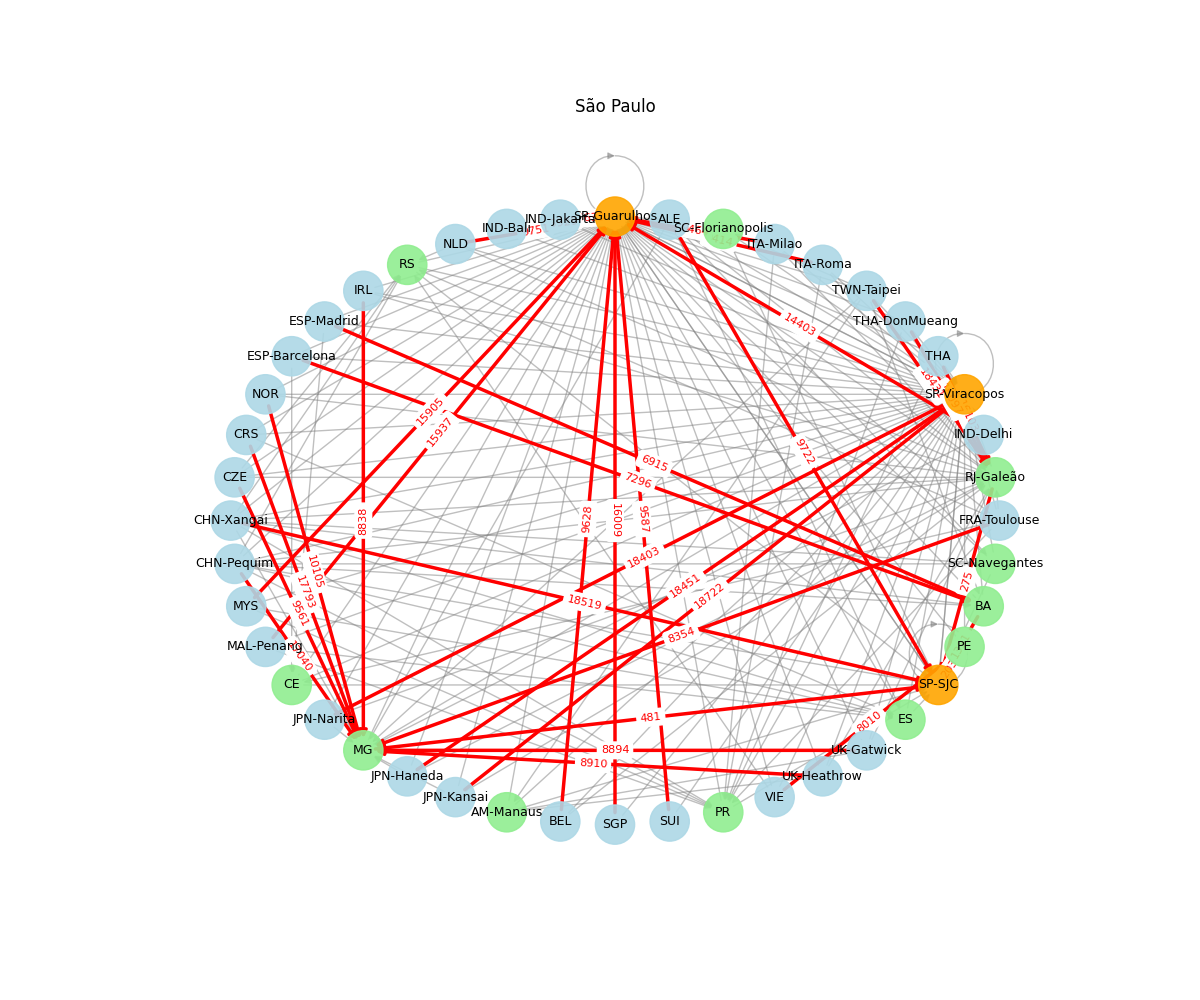 São Paulo
SP-Guarulhos
IND-Jakarta
ALE
IND-Bali
SC-Florianopolis
NLD
ITA-Milao
RS
ITA-Roma
IRL
TWN-Taipei
ESP-Madrid
THA-DonMueang
14403
ESP-Barcelona
THA
NOR
SP-Viracopos
15905
15937
CRS
IND-Delhi
9722
6915
CZE
7296
RJ-Galeão
CHN-Xangai
8838
9628
16009
9587
FRA-Toulouse
18403
CHN-Pequim
SC-Navegantes
10105
17793
18451
18722
MYS
9561
18519
BA
8354
MAL-Penang
PE
CE
SP-SJC
JPN-Narita
481
8010
ES
MG
8894
UK-Gatwick
8910
JPN-Haneda
UK-Heathrow
JPN-Kansai
VIE
AM-Manaus
PR
BEL
SGP
SUI